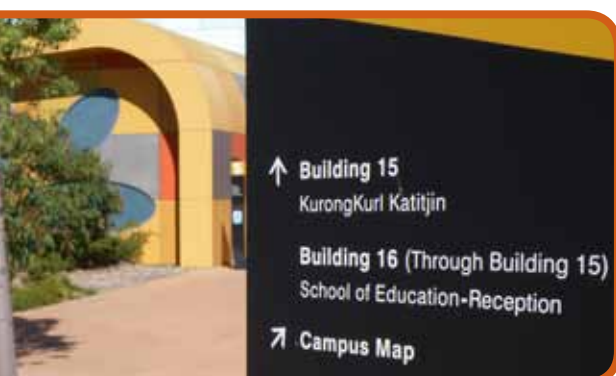 ↑ Building 15
KurongKurl Katitjin
Building 16 (Through Building 15)
School of Education-Reception
↗ Campus Map